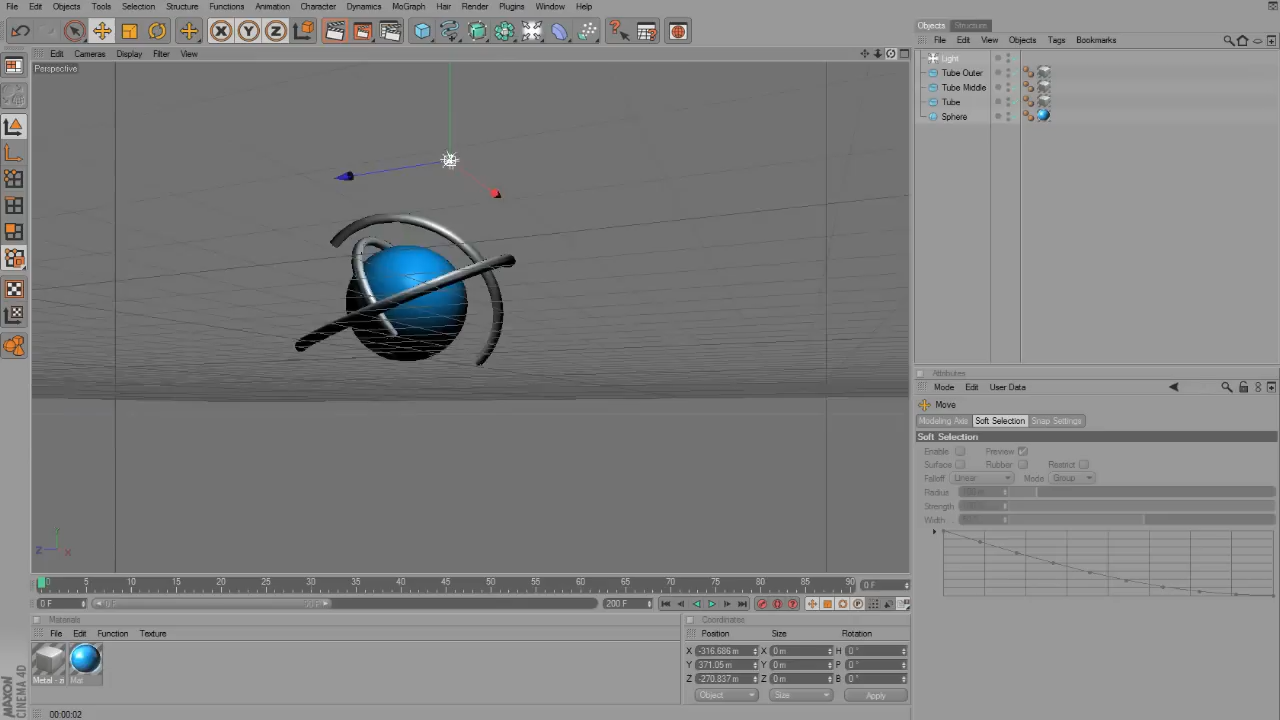 File Edit Objects Tools Selection Structure Functions Animation Character Dynamics MoGraph Hair Render Plugins Window Help
Edit Cameras Display Filter View
Perspective
Y
Z X
0 5 10 15 20 25 30 35 40 45 50 55 60 65 70 75 80 85 90 0 F
0 F 200 F
Materials
File Edit Function Texture
Metal - zi Mat
MAXON
CINEMA 4D
00:00:02
Coordinates
Position Size Rotation
X -316.686 m X 0 m H 0 °
Y 371.05 m Y 0 m P 0 °
Z -270.837 m Z 0 m B 0 °
Object Size Apply
Objects Structure
File Edit View Objects Tags Bookmarks
Light
Tube Outer
Tube Middle
Tube
Sphere
Attributes
Mode Edit User Data
Move
Modeling Axis Soft Selection Snap Settings
Soft Selection
Enable Preview
Surface Rubber Restrict
Falloff Linear Mode Group
Radius
Strength
Width